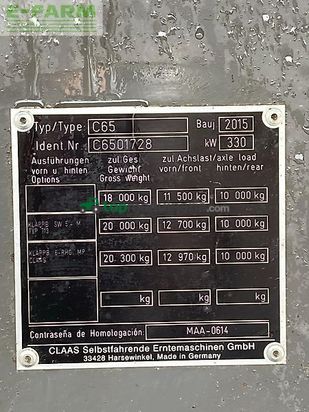 E-FARM
Typ/Type C65 Bauj 2015
Ident Nr C6501728 kW 330
Ausführungen zul Ges zul Achslast/axle load
vorn u. hinten Gewicht vorn/front hinten/rear
Options Gross Weight
18 000 kg 11 500 kg 10 000 kg
20 000 kg 12 700 kg 10 000 kg
20 300 kg 12 970 kg 10 000 kg
kg kg kg
Contraseña de Homologación: MAA-0614
CLAAS Selbstfahrende Erntemaschinen GmbH
33428 Harsewinkel, Made in Germany